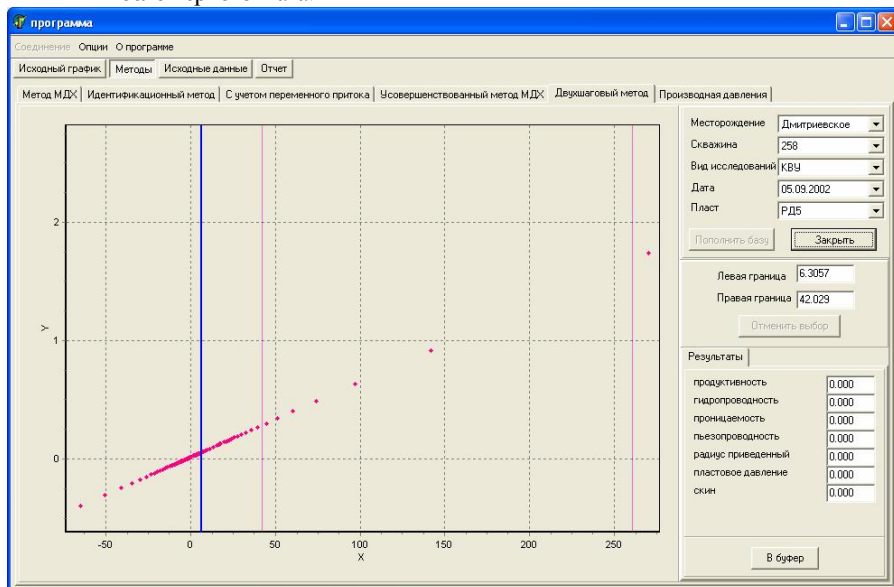 программа
Соединение Опции О программе
Исходный график Методы Исходные данные Отчет
Метод МДХ Идентификационный метод С учетом переменного притока Усовершенствованный метод МДХ Двухшаговый метод Производная давления
Месторождение Дмитриевское
Скважина 258
Вид исследований КВУ
Дата 05.09.2002
Пласт РД5
Пополнить базу Закрыть
Левая граница 6.3057
Правая граница 42.029
Отменить выбор
Результаты
продуктивность 0.000
гидропроводность 0.000
проницаемость 0.000
пьезопроводность 0.000
радиус приведенный 0.000
пластовое давление 0.000
скин 0.000
В буфер
2
1
0
Y
-50 0 50 100 150 200 250
X